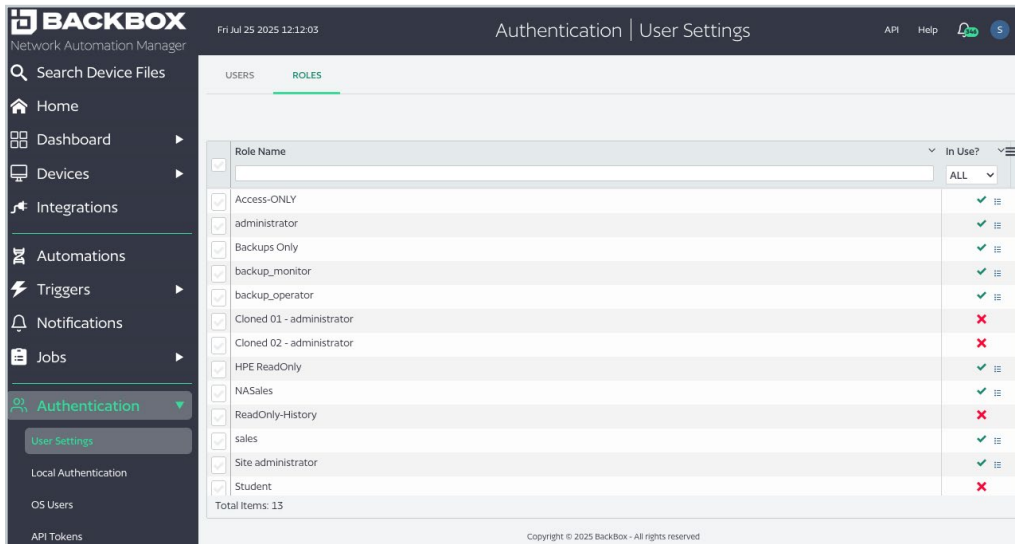 BACKBOX
Network Automation Manager
Fri Jul 25 2025 12:12:03
Authentication | User Settings
API Help S
Search Device Files
Home
Dashboard
Devices
Integrations
Automations
Triggers
Notifications
Jobs
Authentication
User Settings
Local Authentication
OS Users
API Tokens
USERS ROLES
Role Name In Use?
ALL
Access-ONLY
administrator
Backups Only
backup_monitor
backup_operator
Cloned 01 - administrator
Cloned 02 - administrator
HPE ReadOnly
NASales
ReadOnly-History
sales
Site administrator
Student
Total Items: 13
Copyright © 2025 BackBox - All rights reserved